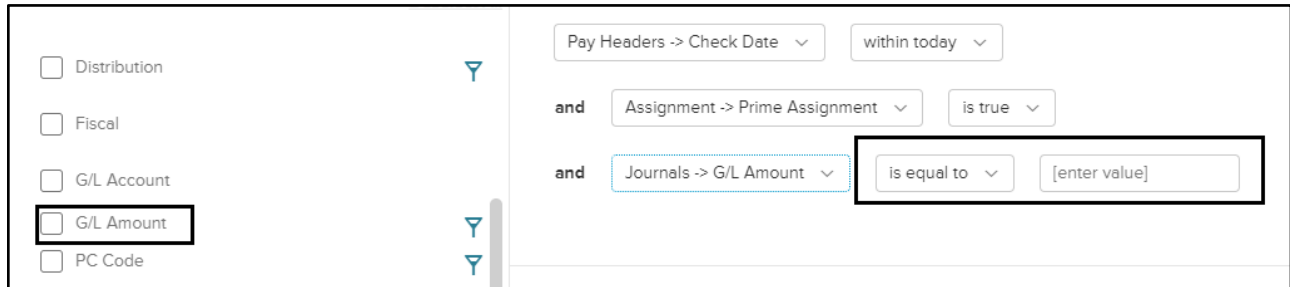 Distribution
Fiscal
G/L Account
G/L Amount
PC Code
Pay Headers -> Check Date within today
and Assignment -> Prime Assignment is true
and Journals -> G/L Amount is equal to [enter value]